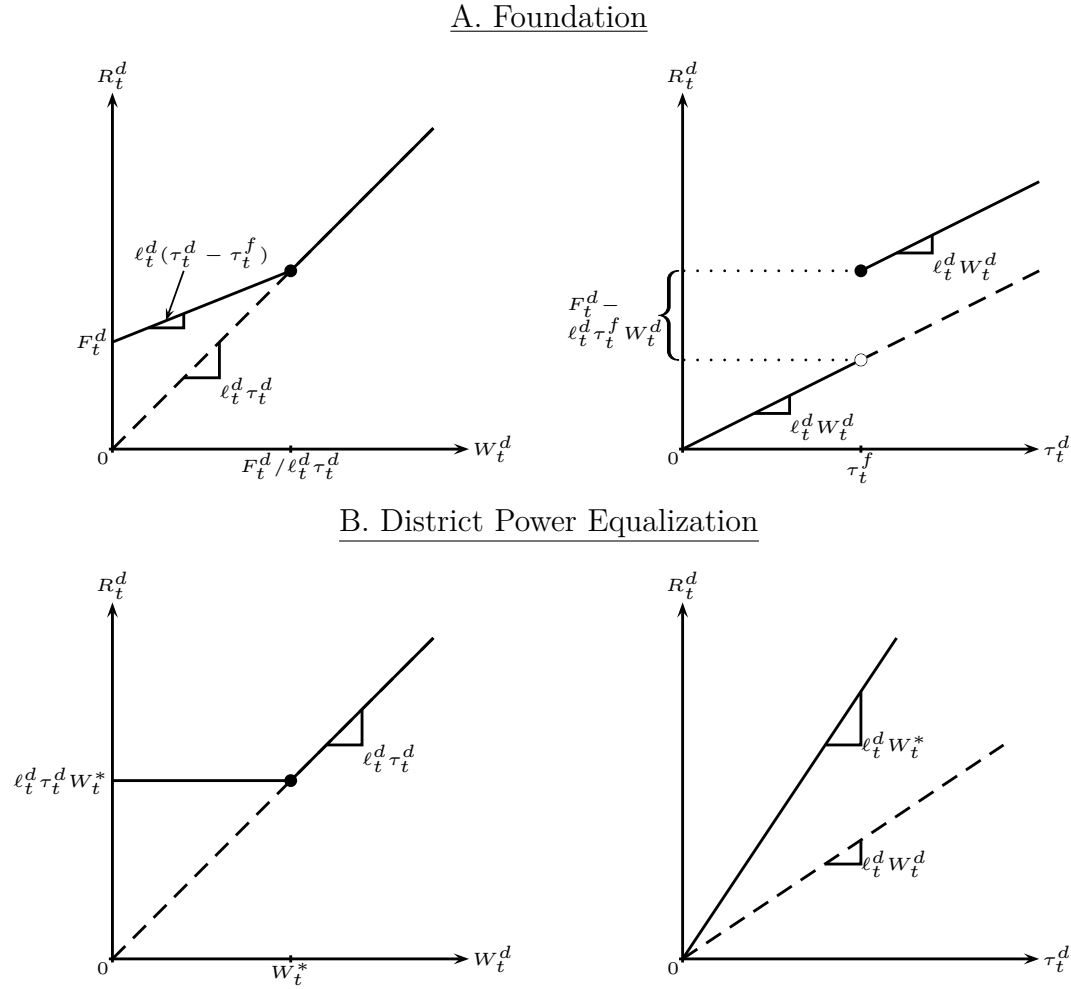 A. Foundation
R_t^d
ℓ_t^d(τ_t^d − τ_t^f)
F_t^d
ℓ_t^d τ_t^d
0
F_t^d/ℓ_t^d τ_t^d
W_t^d
R_t^d
ℓ_t^d W_t^d
F_t^d −
ℓ_t^d τ_t^f W_t^d
ℓ_t^d W_t^d
0
τ_t^f
τ_t^d
B. District Power Equalization
R_t^d
ℓ_t^d τ_t^d
ℓ_t^d τ_t^d W_t^*
0
W_t^*
W_t^d
R_t^d
ℓ_t^d W_t^*
ℓ_t^d W_t^d
0
τ_t^d